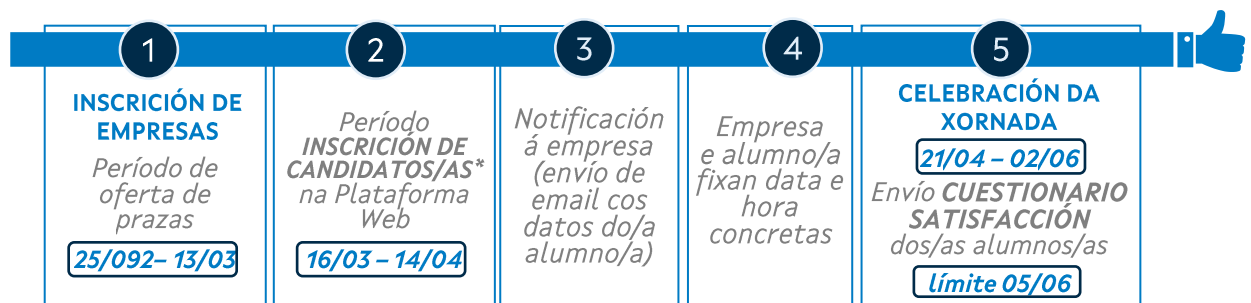 1
INSCRICIÓN DE
EMPRESAS
Período de
oferta de
prazas
25/092– 13/03
2
Período
INSCRICIÓN DE
CANDIDATOS/AS*
na Plataforma
Web
16/03 – 14/04
3
Notificación
á empresa
(envío de
email cos
datos do/a
alumno/a)
4
Empresa
e alumno/a
fixan data e
hora
concretas
5
CELEBRACIÓN DA
XORNADA
21/04 – 02/06
Envío CUESTIONARIO
SATISFACCIÓN
dos/as alumnos/as
límite 05/06